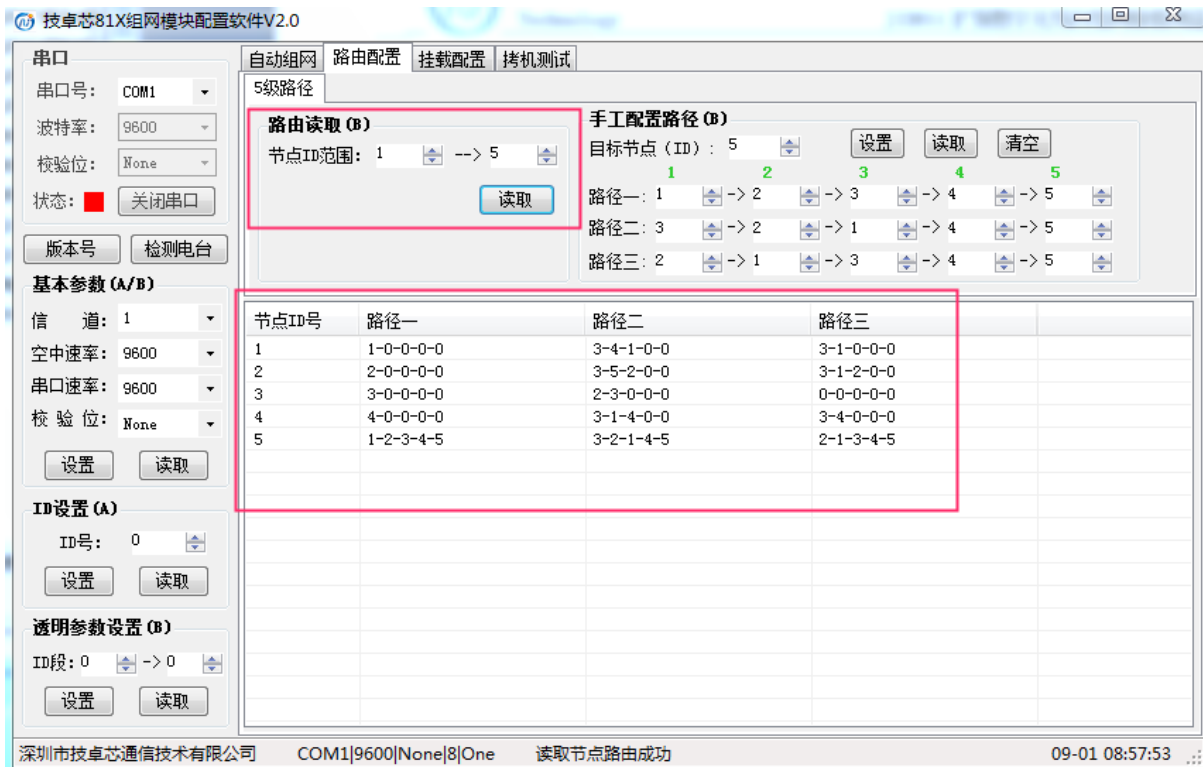 技卓芯81X组网模块配置软件V2.0
串口
串口号: COM1
波特率: 9600
校验位: None
状态: 关闭串口
版本号 检测电台
基本参数(A/B)
信 道: 1
空中速率: 9600
串口速率: 9600
校 验 位: None
设置 读取
ID设置(A)
ID号: 0
设置 读取
透明参数设置(B)
ID段: 0 -> 0
设置 读取
自动组网 路由配置 挂载配置 拷机测试
5级路径
路由读取(B)
节点ID范围: 1 --> 5
读取
手工配置路径(B)
目标节点(ID): 5 设置 读取 清空
1 2 3 4 5
路径一: 1 -> 2 -> 3 -> 4 -> 5
路径二: 3 -> 2 -> 1 -> 4 -> 5
路径三: 2 -> 1 -> 3 -> 4 -> 5
节点ID号 路径一 路径二 路径三
1 1-0-0-0-0 3-4-1-0-0 3-1-0-0-0
2 2-0-0-0-0 3-5-2-0-0 3-1-2-0-0
3 3-0-0-0-0 2-3-0-0-0 0-0-0-0-0
4 4-0-0-0-0 3-1-4-0-0 3-4-0-0-0
5 1-2-3-4-5 3-2-1-4-5 2-1-3-4-5
深圳市技卓芯通信技术有限公司 COM1|9600|None|8|One 读取节点路由成功 09-01 08:57:53